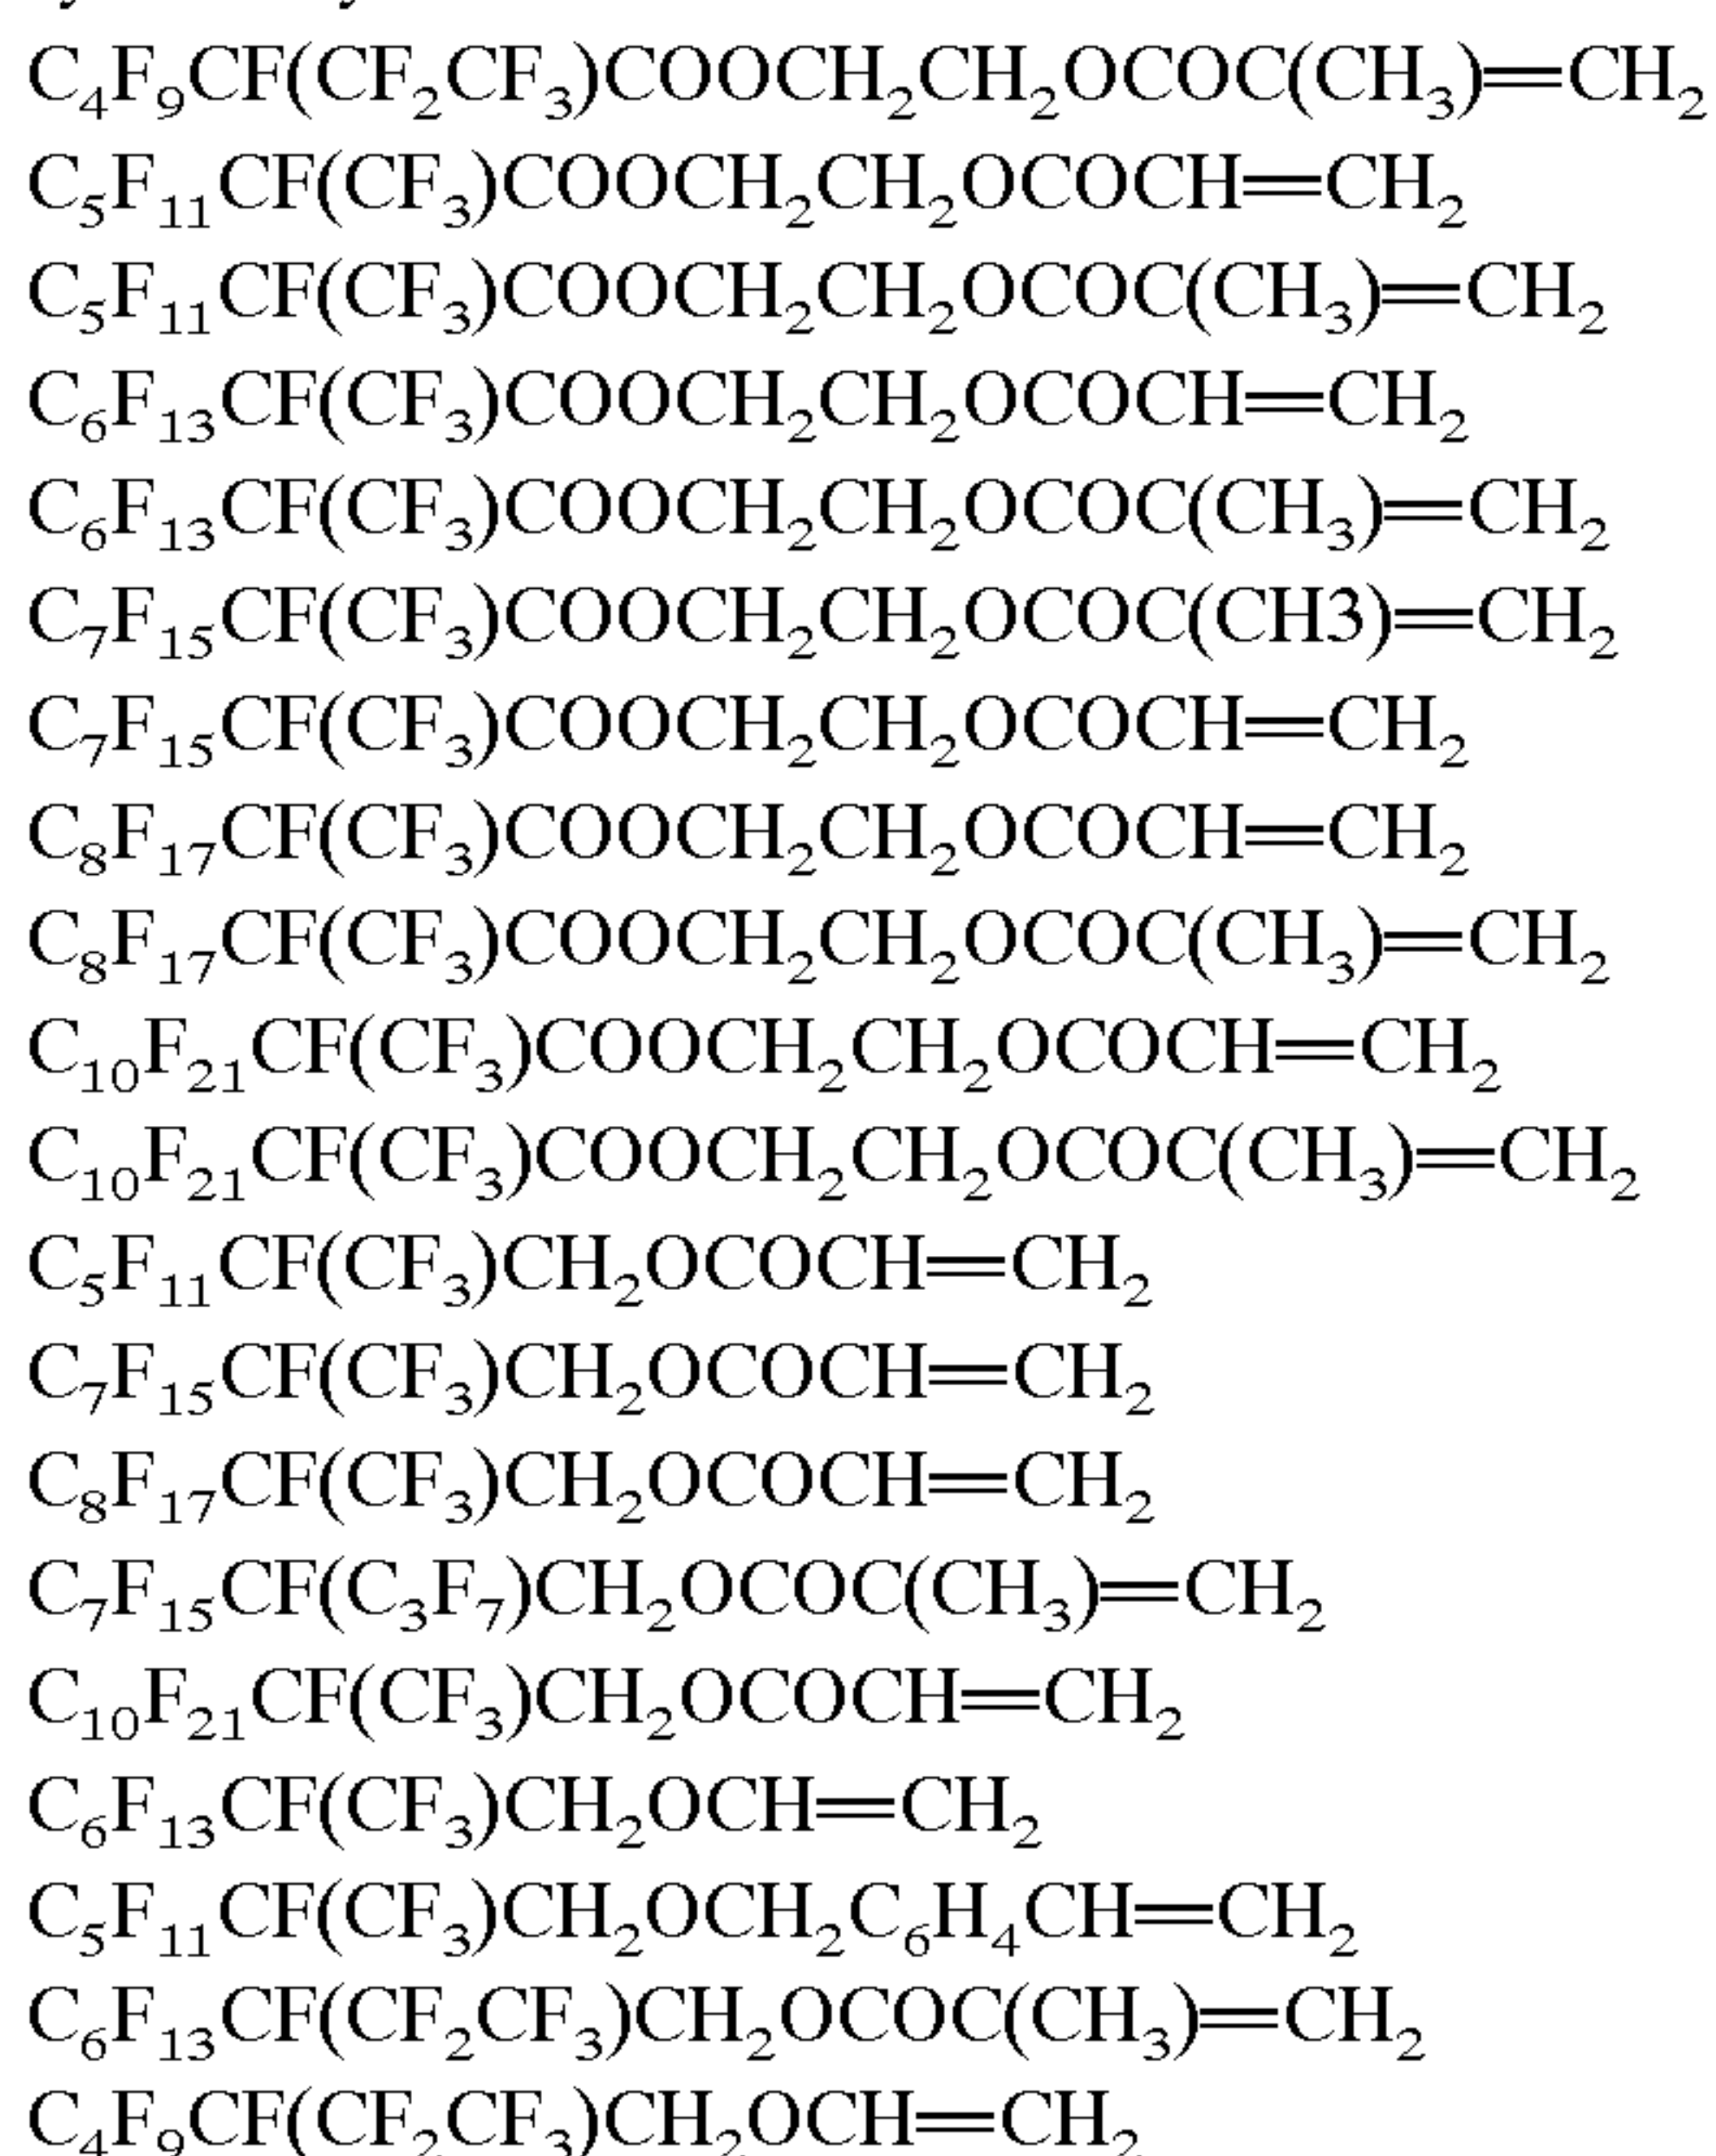 C₄F₉CF(CF₂CF₃)COOCH₂CH₂OCOC(CH₃)=CH₂
C₅F₁₁CF(CF₃)COOCH₂CH₂OCOCH=CH₂
C₅F₁₁CF(CF₃)COOCH₂CH₂OCOC(CH₃)=CH₂
C₆F₁₃CF(CF₃)COOCH₂CH₂OCOCH=CH₂
C₆F₁₃CF(CF₃)COOCH₂CH₂OCOC(CH₃)=CH₂
C₇F₁₅CF(CF₃)COOCH₂CH₂OCOC(CH3)=CH₂
C₇F₁₅CF(CF₃)COOCH₂CH₂OCOCH=CH₂
C₈F₁₇CF(CF₃)COOCH₂CH₂OCOCH=CH₂
C₈F₁₇CF(CF₃)COOCH₂CH₂OCOC(CH₃)=CH₂
C₁₀F₂₁CF(CF₃)COOCH₂CH₂OCOCH=CH₂
C₁₀F₂₁CF(CF₃)COOCH₂CH₂OCOC(CH₃)=CH₂
C₅F₁₁CF(CF₃)CH₂OCOCH=CH₂
C₇F₁₅CF(CF₃)CH₂OCOCH=CH₂
C₈F₁₇CF(CF₃)CH₂OCOCH=CH₂
C₇F₁₅CF(C₃F₇)CH₂OCOC(CH₃)=CH₂
C₁₀F₂₁CF(CF₃)CH₂OCOCH=CH₂
C₆F₁₃CF(CF₃)CH₂OCH=CH₂
C₅F₁₁CF(CF₃)CH₂OCH₂C₆H₄CH=CH₂
C₆F₁₃CF(CF₂CF₃)CH₂OCOC(CH₃)=CH₂
C₄F₉CF(CF₂CF₃)CH₂OCH=CH₂